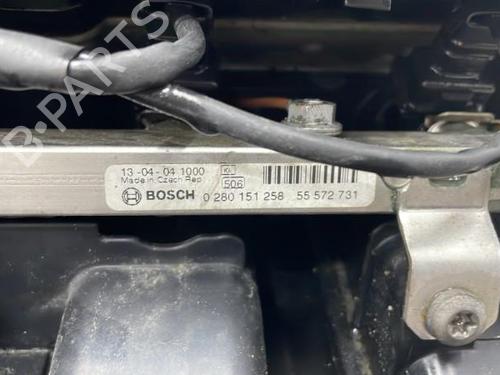 B-PARTS
13-04-04 1000
Made in Czech Rep
506
BOSCH 0 280 151 258 55 572 731